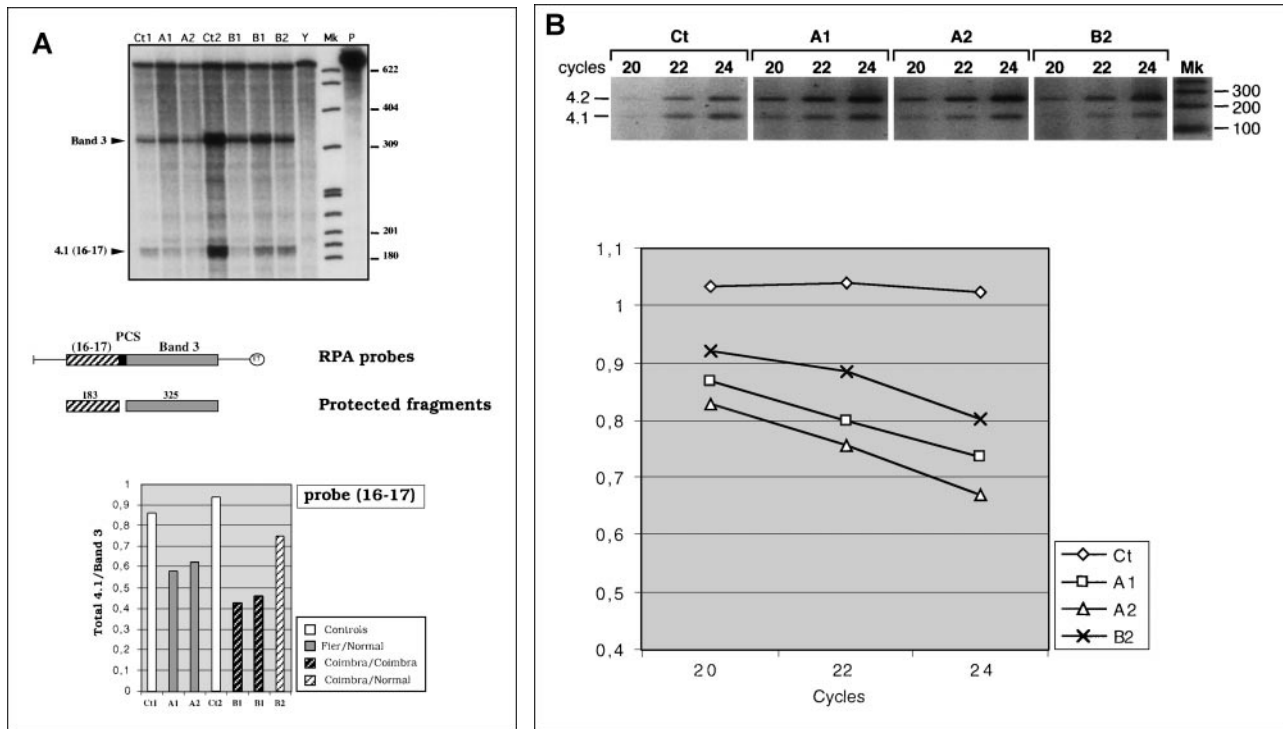 A
Ct1 A1 A2 Ct2 B1 B1 B2 Y Mk P
622
404
Band 3
309
201
4.1 (16-17)
180
PCS
(16-17) Band 3
RPA probes
183 325
Protected fragments
probe (16-17)
Total 4.1/Band 3
1
0,9
0,8
0,7
0,6
0,5
0,4
0,3
0,2
0,1
0
Ct1 A1 A2 Ct2 B1 B1 B2
Controls
Fier/Normal
Coimbra/Coimbra
Coimbra/Normal
B
Ct A1 A2 B2
cycles 20 22 24 20 22 24 20 22 24 20 22 24 Mk
4.2
4.1
300
200
100
1,1
1
0,9
0,8
0,7
0,6
0,5
0,4
20 22 24
Cycles
Ct
A1
A2
B2